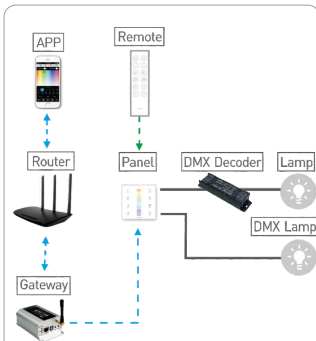 APP
Remote
Router
Panel
DMX Decoder
Lamp
DMX Lamp
Gateway